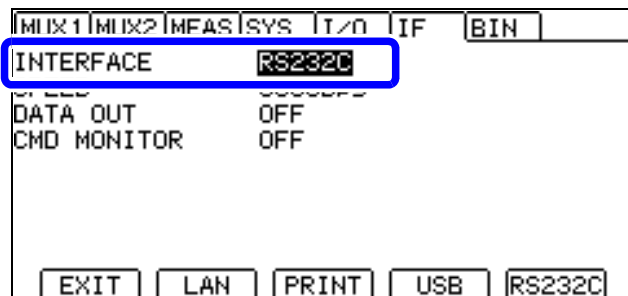 MUX1 MUX2 MEAS SYS I/O IF BIN
INTERFACE RS232C
DATA OUT OFF
CMD MONITOR OFF
EXIT LAN PRINT USB RS232C